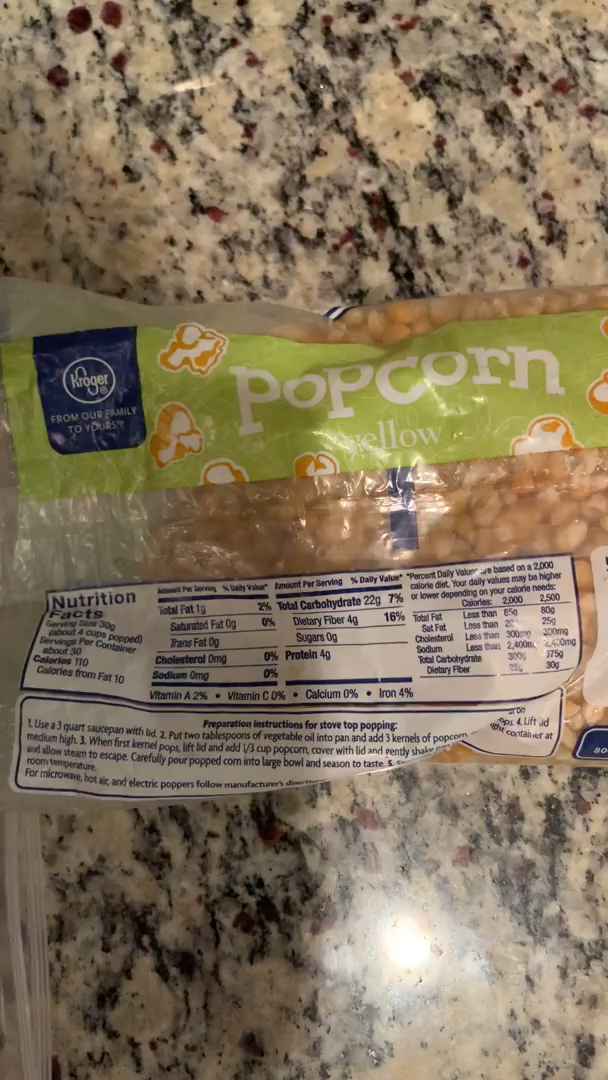 Kroger
FROM OUR FAMILY
TO YOURS™
POPCORN
yellow
Nutrition
Facts
Serving Size 30g
(about 4 cups popped)
Servings Per Container
about 30
Calories 110
Calories from Fat 10
Amount Per Serving % Daily Value*
Total Fat 1g 2%
Saturated Fat 0g 0%
Trans Fat 0g
Cholesterol 0mg 0%
Sodium 0mg 0%
Amount Per Serving % Daily Value*
Total Carbohydrate 22g 7%
Dietary Fiber 4g 16%
Sugars 0g
Protein 4g
Vitamin A 2% • Vitamin C 0% • Calcium 0% • Iron 4%
*Percent Daily Values are based on a 2,000
calorie diet. Your daily values may be higher
or lower depending on your calorie needs:
Calories: 2,000 2,500
Total Fat Less than 65g 80g
Sat Fat Less than 25g
Cholesterol Less than 300mg 300mg
Sodium Less than 2,400mg 2,400mg
Total Carbohydrate 300g 375g
Dietary Fiber 25g 30g
Preparation instructions for stove top popping:
1. Use a 3 quart saucepan with lid. 2. Put two tablespoons of vegetable oil into pan and add 3 kernels of popcorn on
medium high. 3. When first kernel pops, lift lid and add 1/3 cup popcorn, cover with lid and gently shake 4. Lift lid
and allow steam to escape. Carefully pour popped corn into large bowl and season to taste. 5. container at
room temperature.
For microwave, hot air, and electric poppers follow manufacturer's
80